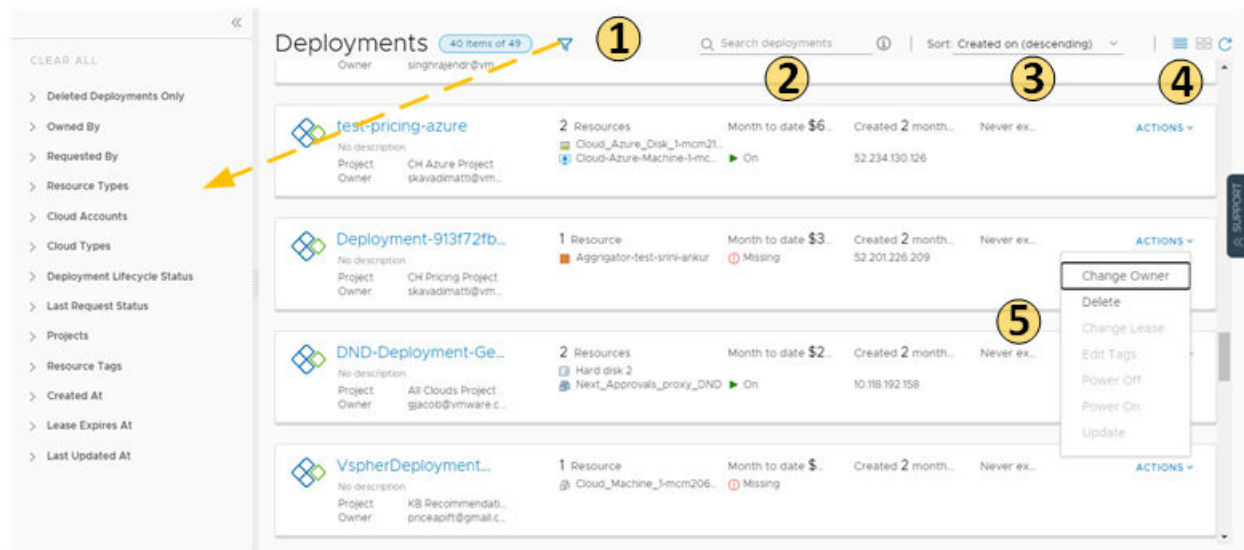 «
CLEAR ALL
> Deleted Deployments Only
> Owned By
> Requested By
> Resource Types
> Cloud Accounts
> Cloud Types
> Deployment Lifecycle Status
> Last Request Status
> Projects
> Resource Tags
> Created At
> Lease Expires At
> Last Updated At
Deployments 40 items of 49 1 Search deployments Sort: Created on (descending)
2 3 4
Owner singhrajendr@vm...
test-pricing-azure 2 Resources Month to date $6... Created 2 month... Never ex... ACTIONS
No description Cloud_Azure_Disk_1-mcm21...
Project CH Azure Project Cloud-Azure-Machine-1-mc... On 52.234.130.126
Owner skavadimatti@vm...
SUPPORT
Deployment-913f72fb... 1 Resource Month to date $3... Created 2 month... Never ex... ACTIONS
No description Aggrigator-test-srini-ankur Missing 52.201.226.209
Project CH Pricing Project
Owner skavadimatti@vm...
Change Owner
Delete
Change Lease
Edit Tags
Power Off
Power On
Update
5
DND-Deployment-Ge... 2 Resources Month to date $2... Created 2 month... Never ex...
No description Hard disk 2
Project All Clouds Project Next_Approvals_proxy_DND On 10.118.192.158
Owner gjacob@vmware.c...
VspherDeployment... 1 Resource Month to date $... Created 2 month... Never ex... ACTIONS
No description Cloud_Machine_1-mcm206... Missing
Project KB Recommendati...
Owner priceapift@gmail.c...